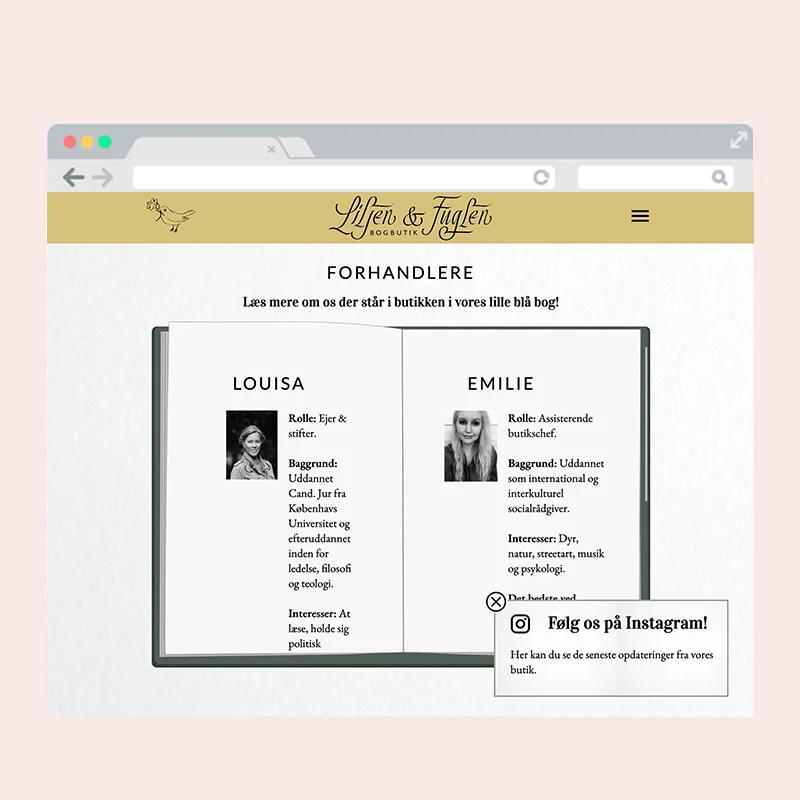 Liljen & Fuglen
BOGBUTIK
FORHANDLERE
Læs mere om os der står i butikken i vores lille blå bog!
LOUISA
Rolle: Ejer &
stifter.
Baggrund:
Uddannet
Cand. Jur fra
Københavs
Universitet og
efteruddannet
inden for
ledelse, filosofi
og teologi.
Interesser: At
læse, holde sig
politisk
EMILIE
Rolle: Assisterende
butikschef.
Baggrund: Uddannet
som international og
interkulturel
socialrådgiver.
Interesser: Dyr,
natur, streetart, musik
og psykologi.
Det bedste ved
Følg os på Instagram!
Her kan du se de seneste opdateringer fra vores
butik.